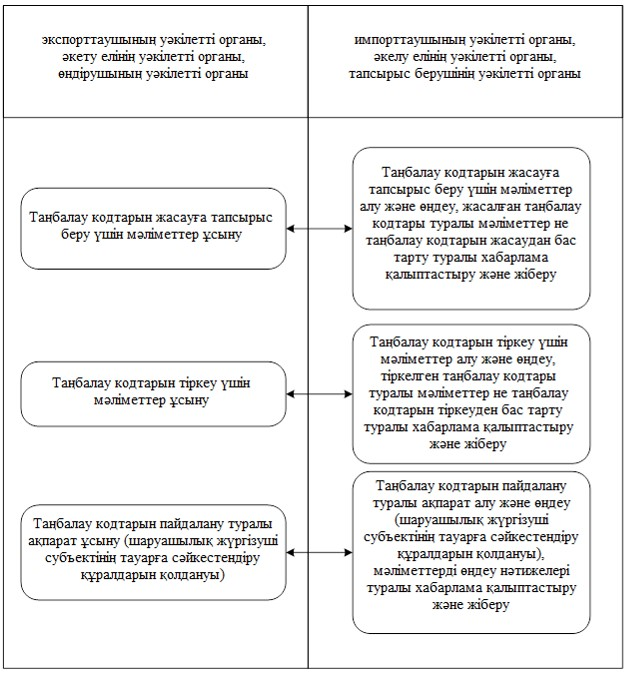 экспорттаушының уәкілетті органы,
әкету елінің уәкілетті органы,
өндірушының уәкілетті органы
импорттаушының уәкілетті органы,
әкелу елінің уәкілетті органы,
тапсырыс берушінің уәкілетті органы
Таңбалау кодтарын жасауға тапсырыс
беру үшін мәліметтер ұсыну
Таңбалау кодтарын жасауға
тапсырыс беру үшін мәліметтер
алу және өңдеу, жасалған таңбалау
кодтары туралы мәліметтер не
таңбалау кодтарын жасаудан бас
тарту туралы хабарлама
қалыптастыру және жіберу
Таңбалау кодтарын тіркеу үшін
мәліметтер ұсыну
Таңбалау кодтарын тіркеу үшін
мәліметтер алу және өңдеу,
тіркелген таңбалау кодтары
туралы мәліметтер не таңбалау
кодтарын тіркеуден бас тарту
туралы хабарлама қалыптастыру
және жіберу
Таңбалау кодтарын пайдалану туралы
ақпарат ұсыну (шаруашылық жүргізуші
субъектінің тауарға сәйкестендіру
құралдарын қолдануы)
Таңбалау кодтарын пайдалану
туралы ақпарат алу және өңдеу
(шаруашылық жүргізуші
субъектінің тауарға сәйкестендіру
құралдарын қолдануы),
мәліметтерді өңдеу нәтижелері
туралы хабарлама қалыптастыру
және жіберу